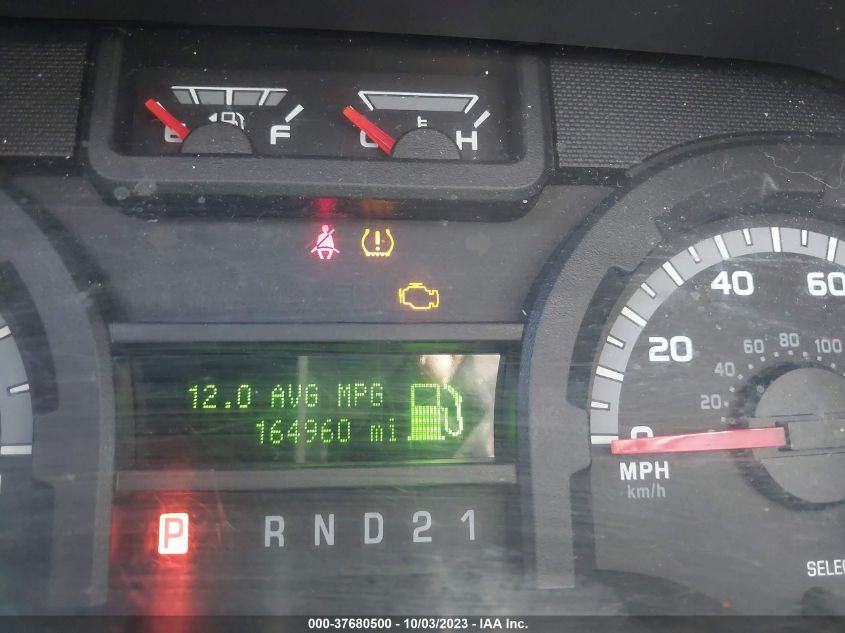 E F
C H
40 60
20
0
60 80 100
40
20
MPH
km/h
12.0 AVG MPG
164960 mi
P R N D 2 1
000-37680500 - 10/03/2023 - IAA Inc.